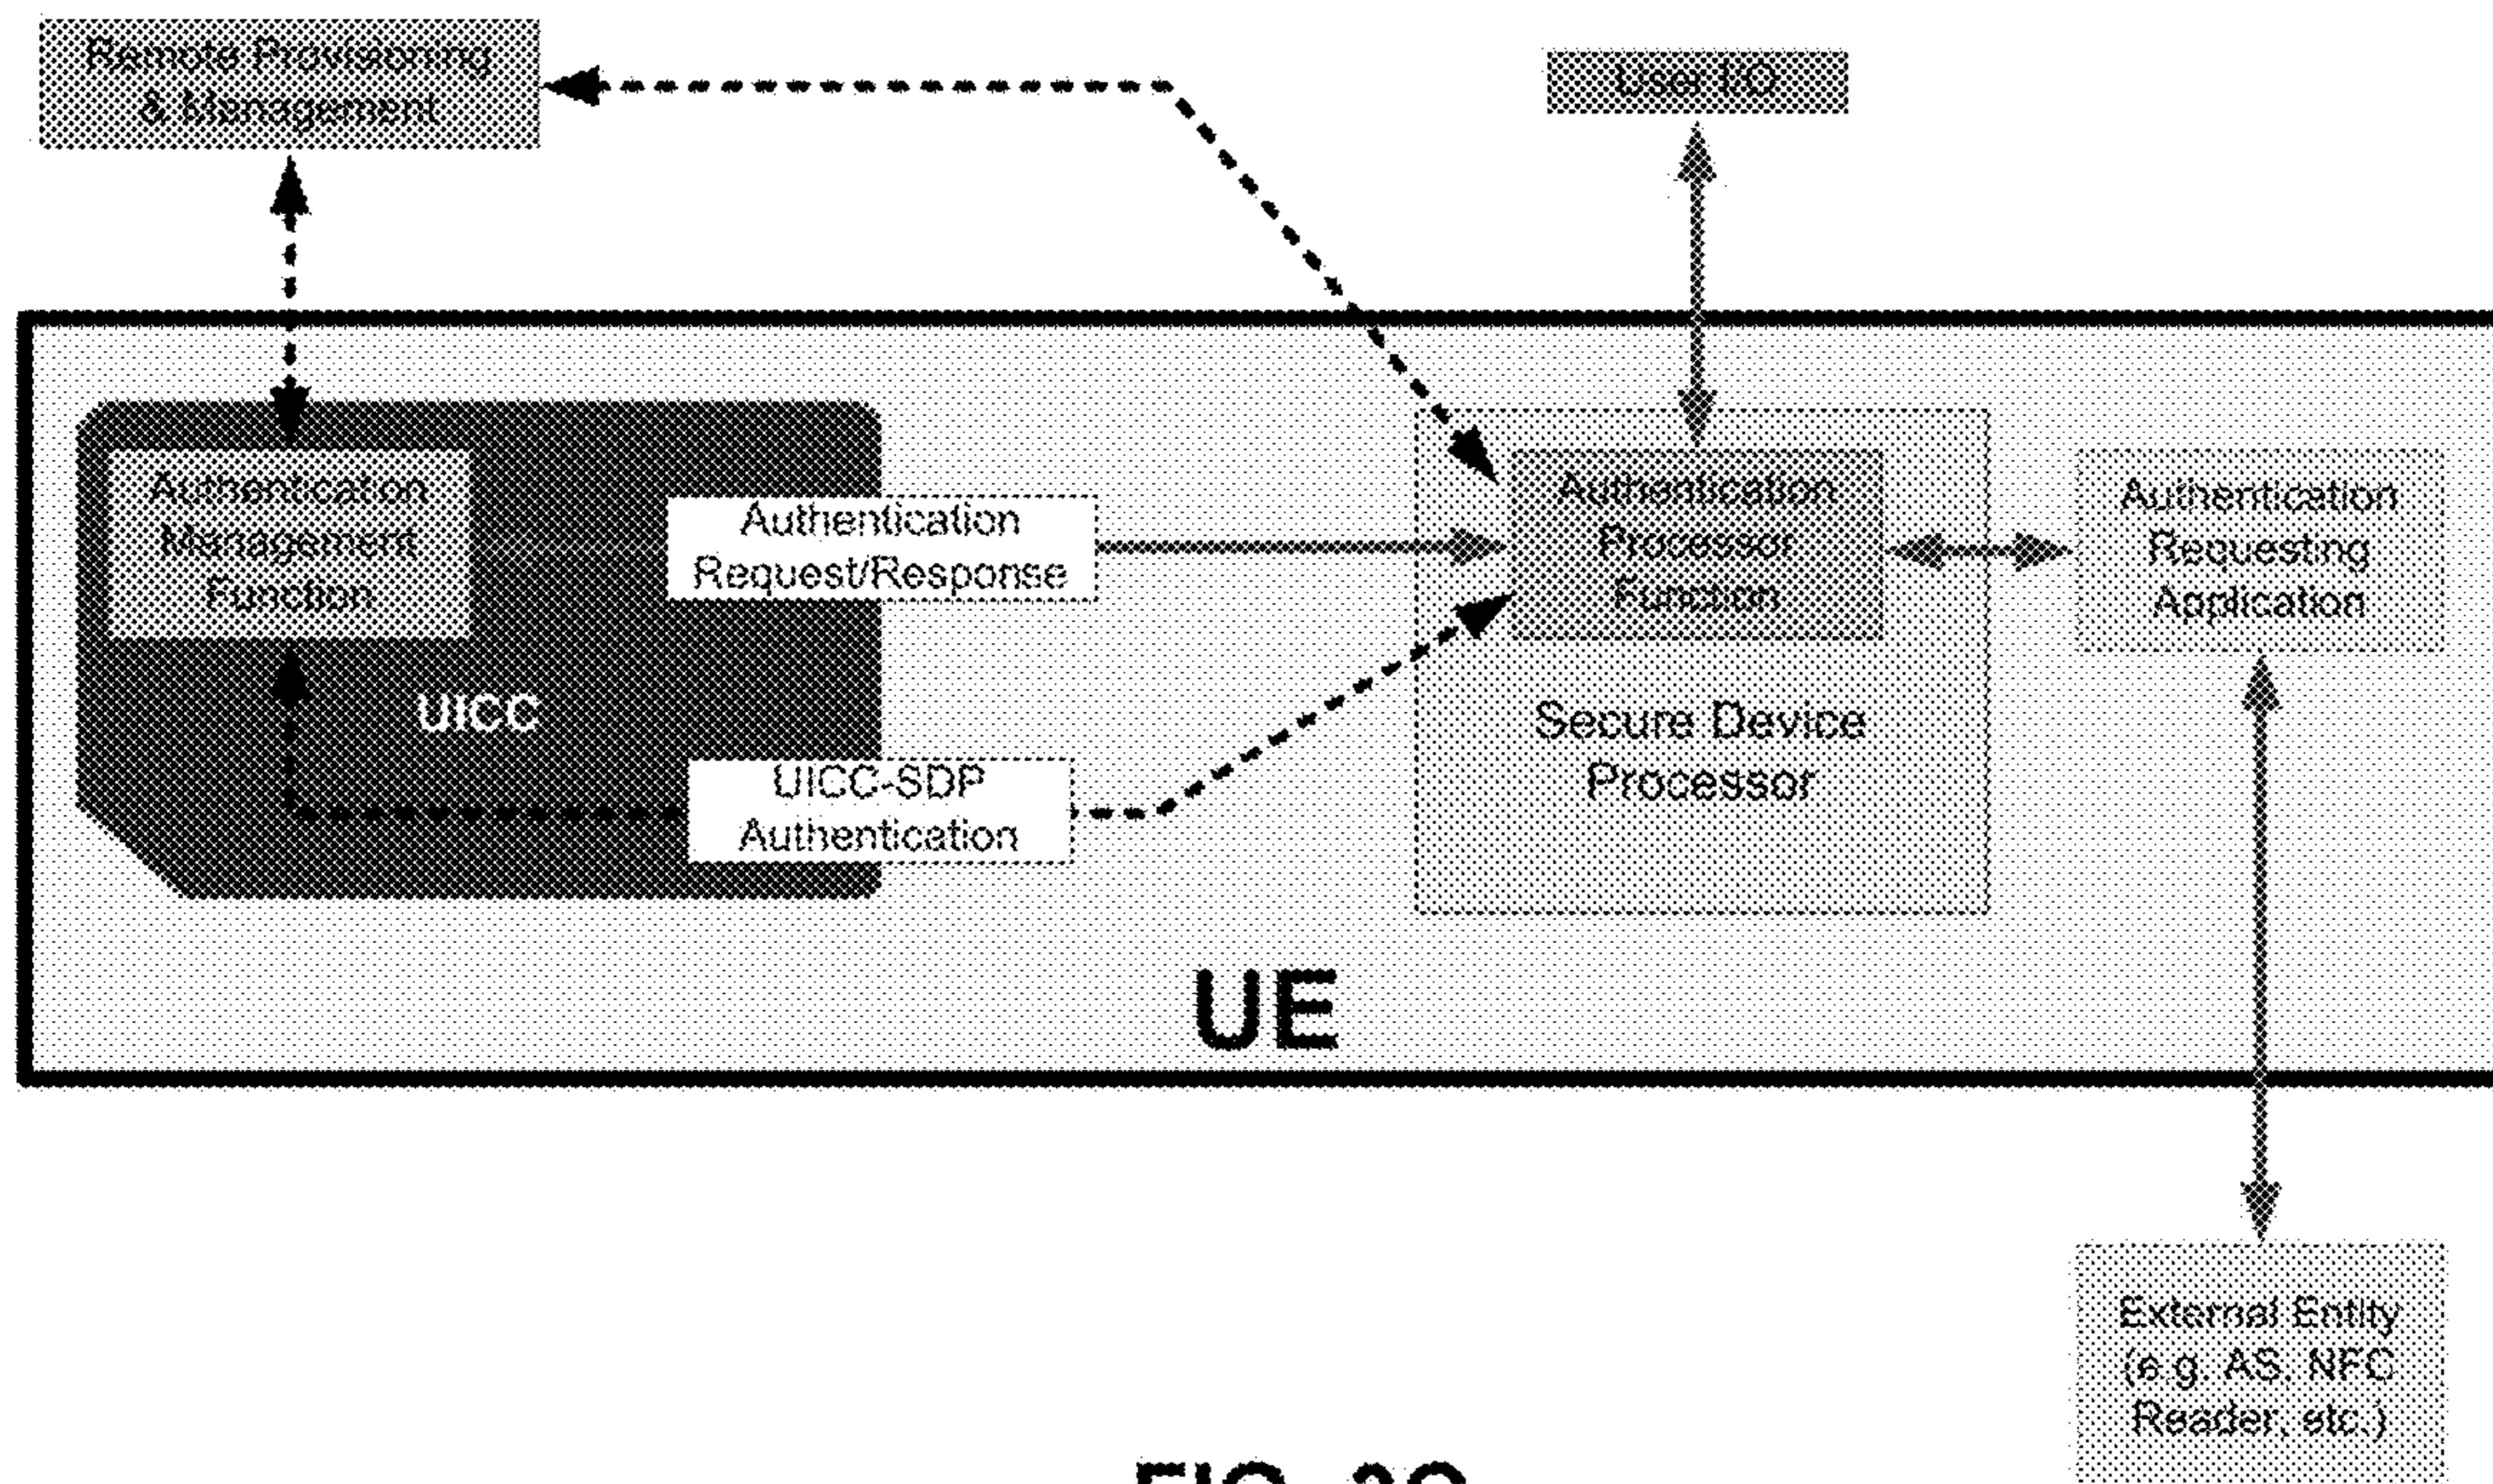 Remote Provisioning
& Management
User I/O
Authentication
Management
Function
Authentication
Request/Response
Authentication
Processor
Function
Authentication
Requesting
Application
UICC
Secure Device
Processor
UICC-SDP
Authentication
UE
External Entity
(e.g. AS, NFC
Reader, etc.)